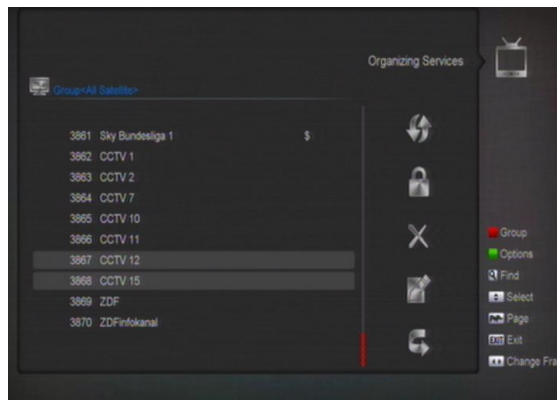 Organizing Services
Group<All Satellite>
3861 Sky Bundesliga 1 $
3862 CCTV 1
3863 CCTV 2
3864 CCTV 7
3865 CCTV 10
3866 CCTV 11
3867 CCTV 12
3868 CCTV 15
3869 ZDF
3870 ZDFinfokanal
Group
Options
Find
Select
Page
EXIT Exit
Change Fra